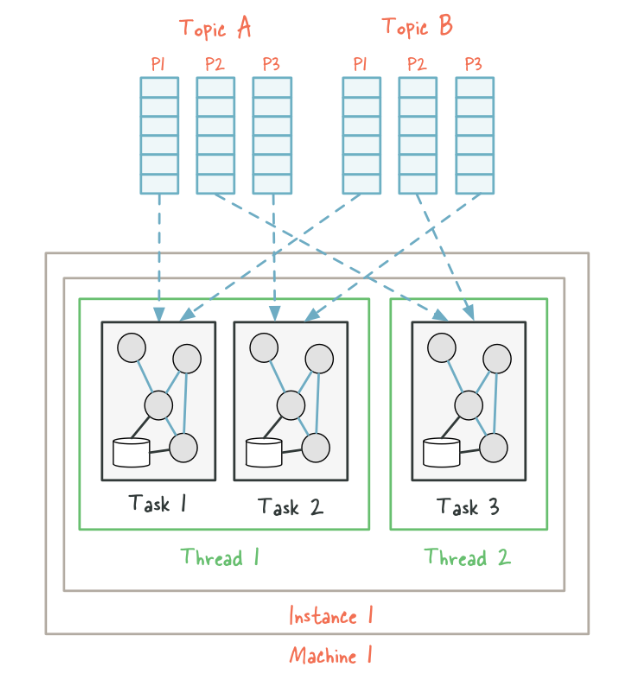 Topic A
Topic B
P1 P2 P3
P1 P2 P3
Task 1
Task 2
Task 3
Thread 1
Thread 2
Instance 1
Machine 1